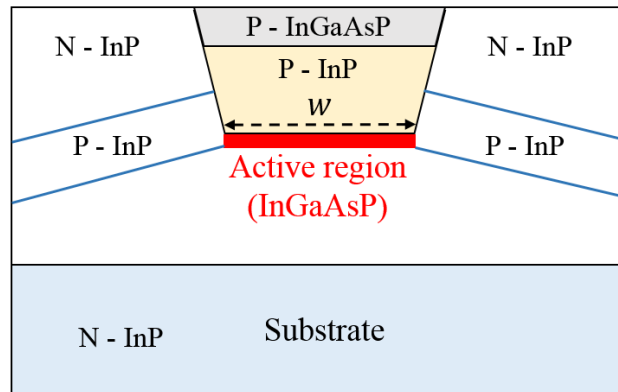 P - InGaAsP
N - InP
N - InP
P - InP
w
P - InP
P - InP
Active region
(InGaAsP)
N - InP
Substrate